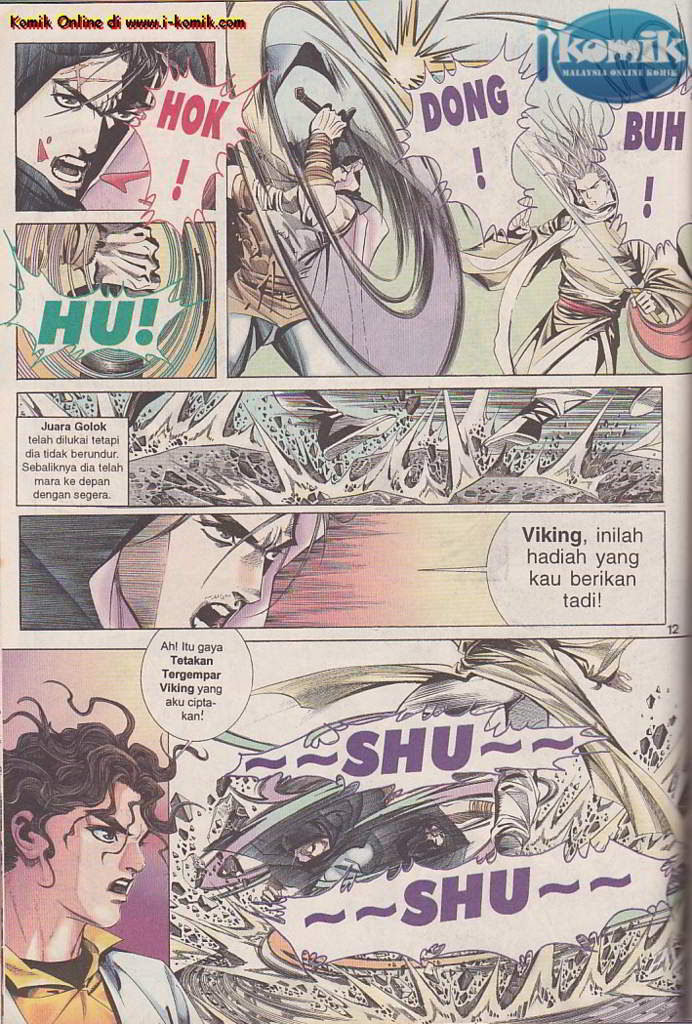 Komik Online di www.i-komik.com
ikomik
MALAYSIA ONLINE KOMIK
HOK
!
DONG
!
BUH
!
HU!
Juara Golok
telah dilukai tetapi
dia tidak berundur.
Sebaliknya dia telah
mara ke depan
dengan segera.
Viking, inilah
hadiah yang
kau berikan
tadi!
12
Ah! Itu gaya
Tetakan
Tergempar
Viking yang
aku cipta-
kan!
~~SHU~~
~~SHU~~